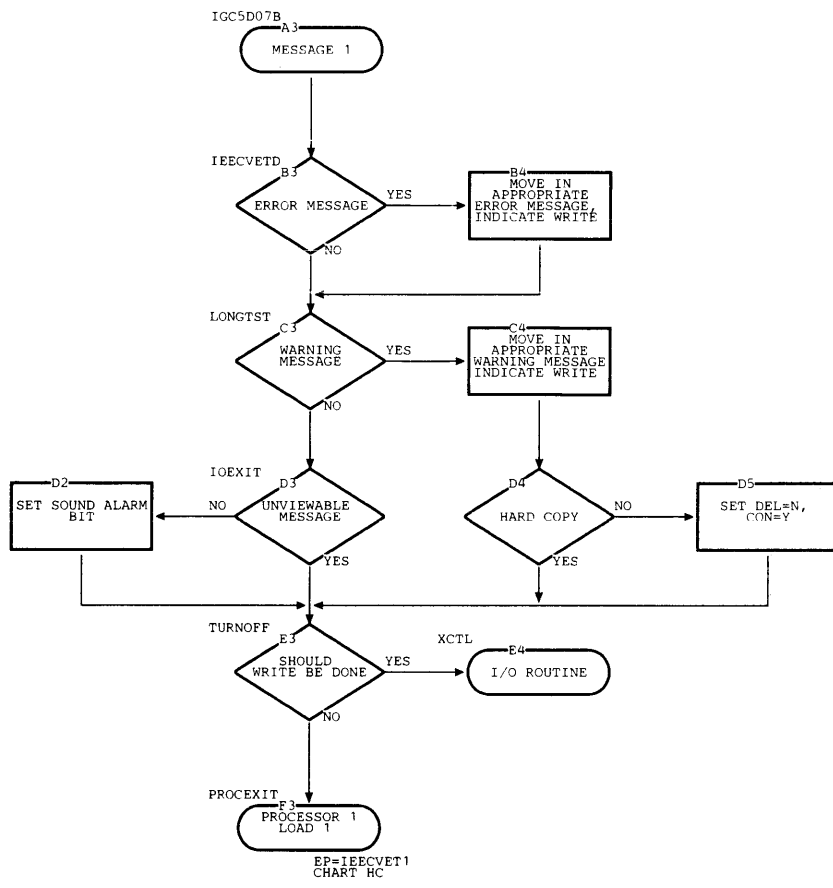 IGC5D07B
A3
MESSAGE 1
IEECVETD
B3
ERROR MESSAGE
YES
NO
B4
MOVE IN
APPROPRIATE
ERROR MESSAGE,
INDICATE WRITE
LONGTST
C3
WARNING
MESSAGE
YES
NO
C4
MOVE IN
APPROPRIATE
WARNING MESSAGE
INDICATE WRITE
IOEXIT
D2
SET SOUND ALARM
BIT
NO
D3
UNVIEWABLE
MESSAGE
YES
D4
HARD COPY
NO
YES
D5
SET DEL=N,
CON=Y
TURNOFF
E3
SHOULD
WRITE BE DONE
YES
NO
XCTL
E4
I/O ROUTINE
PROCEXIT
F3
PROCESSOR 1
LOAD 1
EP=IEECVET1
CHART HC